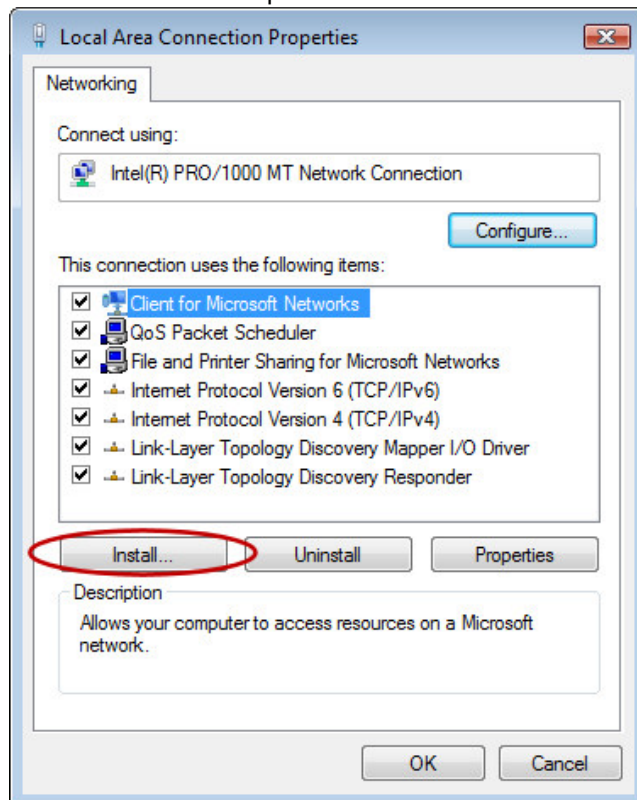 Local Area Connection Properties
Networking
Connect using:
Intel(R) PRO/1000 MT Network Connection
Configure...
This connection uses the following items:
Client for Microsoft Networks
QoS Packet Scheduler
File and Printer Sharing for Microsoft Networks
Internet Protocol Version 6 (TCP/IPv6)
Internet Protocol Version 4 (TCP/IPv4)
Link-Layer Topology Discovery Mapper I/O Driver
Link-Layer Topology Discovery Responder
Install... Uninstall Properties
Description
Allows your computer to access resources on a Microsoft
network.
OK Cancel